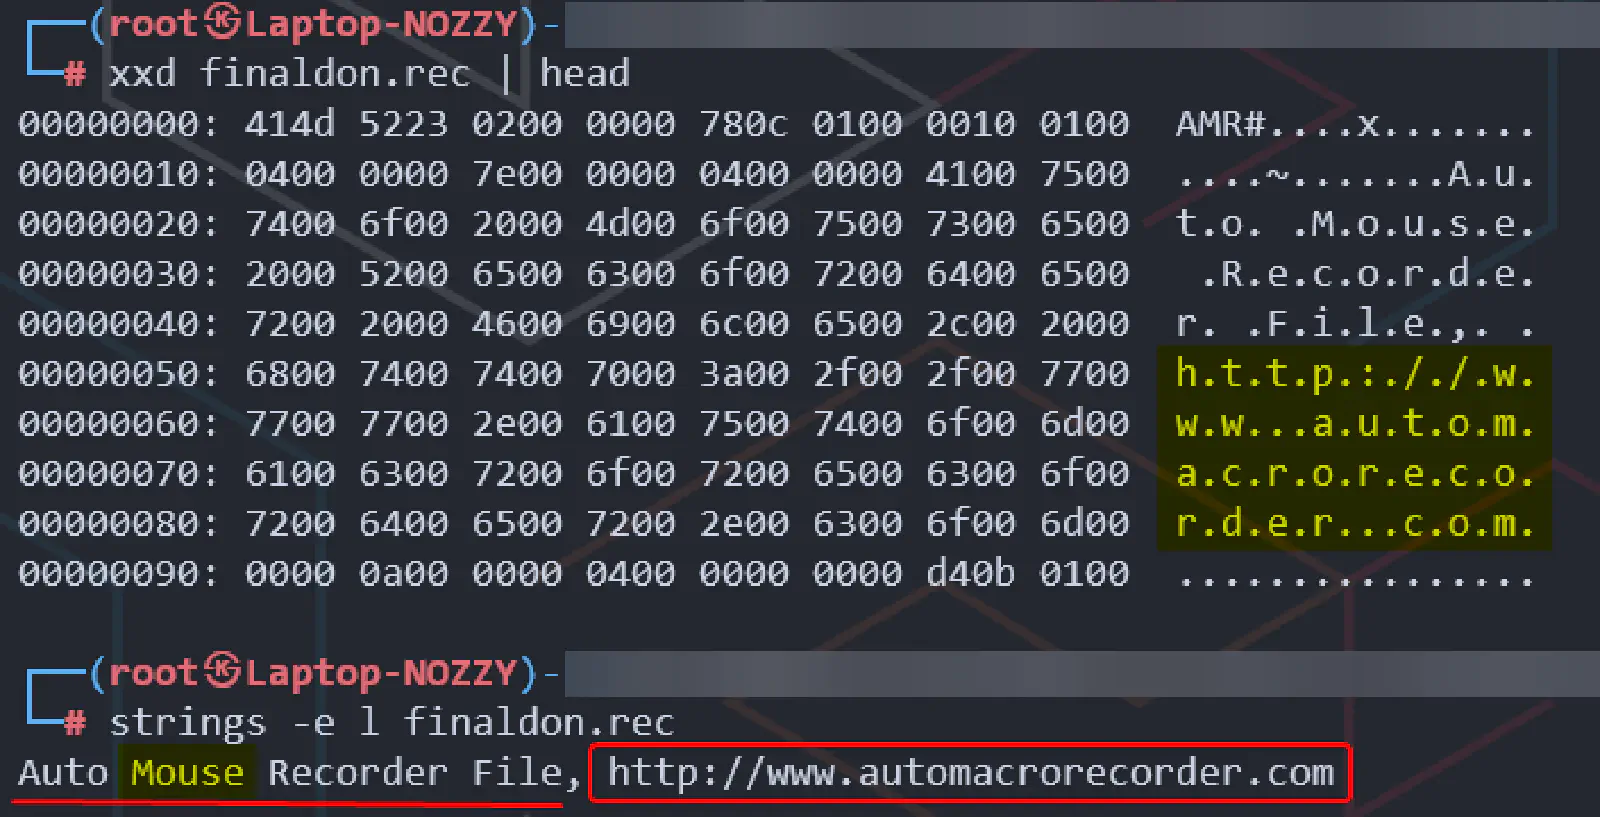 (root㉿Laptop-NOZZY)-
# xxd finaldon.rec | head
00000000: 414d 5223 0200 0000 780c 0100 0010 0100  AMR#....x.......
00000010: 0400 0000 7e00 0000 0400 0000 4100 7500  ....~.......A.u.
00000020: 7400 6f00 2000 4d00 6f00 7500 7300 6500  t.o. .M.o.u.s.e.
00000030: 2000 5200 6500 6300 6f00 7200 6400 6500   .R.e.c.o.r.d.e.
00000040: 7200 2000 4600 6900 6c00 6500 2c00 2000  r. .F.i.l.e.,. .
00000050: 6800 7400 7400 7000 3a00 2f00 2f00 7700  h.t.t.p.:././.w.
00000060: 7700 7700 2e00 6100 7500 7400 6f00 6d00  w.w...a.u.t.o.m.
00000070: 6100 6300 7200 6f00 7200 6500 6300 6f00  a.c.r.o.r.e.c.o.
00000080: 7200 6400 6500 7200 2e00 6300 6f00 6d00  r.d.e.r...c.o.m.
00000090: 0000 0a00 0000 0400 0000 0000 d40b 0100  ................
(root㉿Laptop-NOZZY)-
# strings -e l finaldon.rec
Auto Mouse Recorder File, http://www.automacrorecorder.com